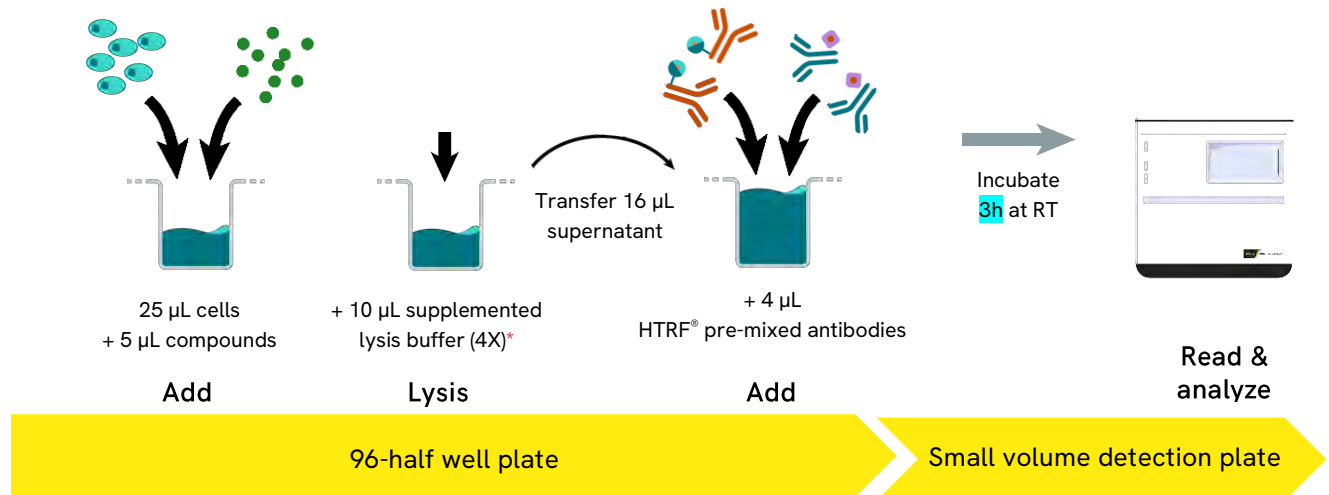 Transfer 16 µL
supernatant
Incubate
3h at RT
25 µL cells
+ 5 µL compounds
+ 10 µL supplemented
lysis buffer (4X)*
+ 4 µL
HTRF® pre-mixed antibodies
Add
Lysis
Add
Read &
analyze
96-half well plate
Small volume detection plate